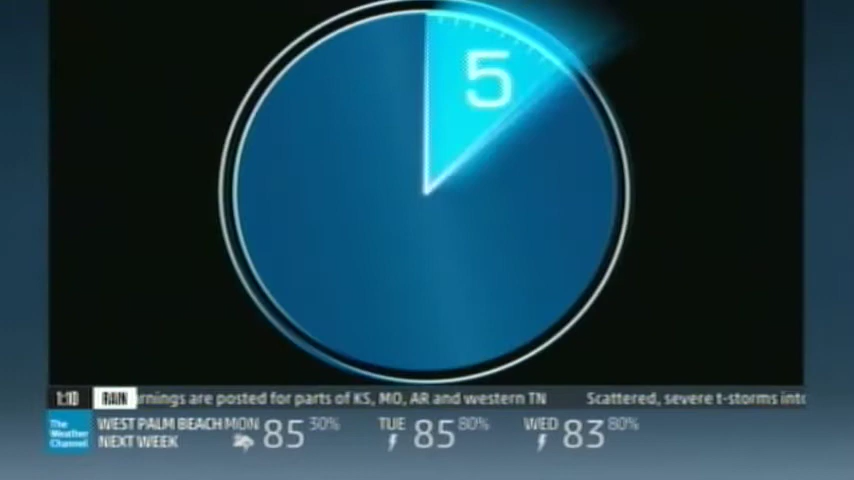 5
1:10 RAIN rnings are posted for parts of KS, MO, AR and western TN Scattered, severe t-storms into
The Weather Channel
WEST PALM BEACH
NEXT WEEK
MON 85 30%
TUE 85 80%
WED 83 80%